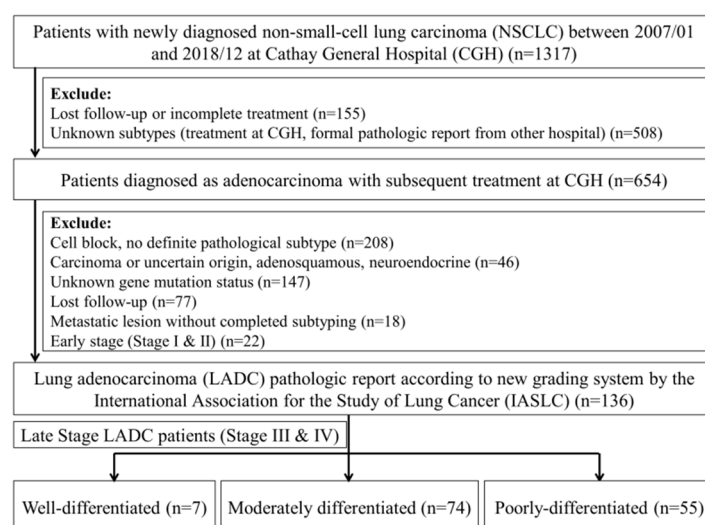 Patients with newly diagnosed non-small-cell lung carcinoma (NSCLC) between 2007/01
and 2018/12 at Cathay General Hospital (CGH) (n=1317)
Exclude:
Lost follow-up or incomplete treatment (n=155)
Unknown subtypes (treatment at CGH, formal pathologic report from other hospital) (n=508)
Patients diagnosed as adenocarcinoma with subsequent treatment at CGH (n=654)
Exclude:
Cell block, no definite pathological subtype (n=208)
Carcinoma or uncertain origin, adenosquamous, neuroendocrine (n=46)
Unknown gene mutation status (n=147)
Lost follow-up (n=77)
Metastatic lesion without completed subtyping (n=18)
Early stage (Stage I & II) (n=22)
Lung adenocarcinoma (LADC) pathologic report according to new grading system by the
International Association for the Study of Lung Cancer (IASLC) (n=136)
Late Stage LADC patients (Stage III & IV)
Well-differentiated (n=7)
Moderately differentiated (n=74)
Poorly-differentiated (n=55)